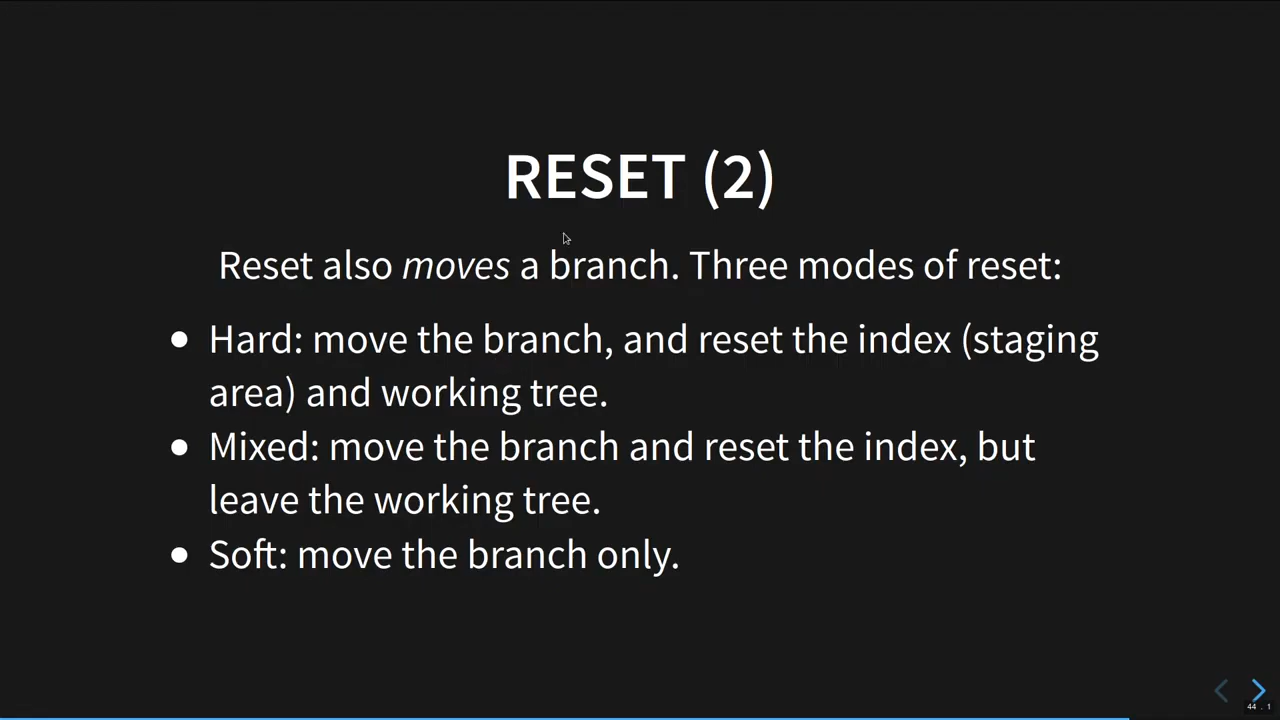 RESET (2)
Reset also moves a branch. Three modes of reset:
• Hard: move the branch, and reset the index (staging
area) and working tree.
• Mixed: move the branch and reset the index, but
leave the working tree.
• Soft: move the branch only.
44 . 1